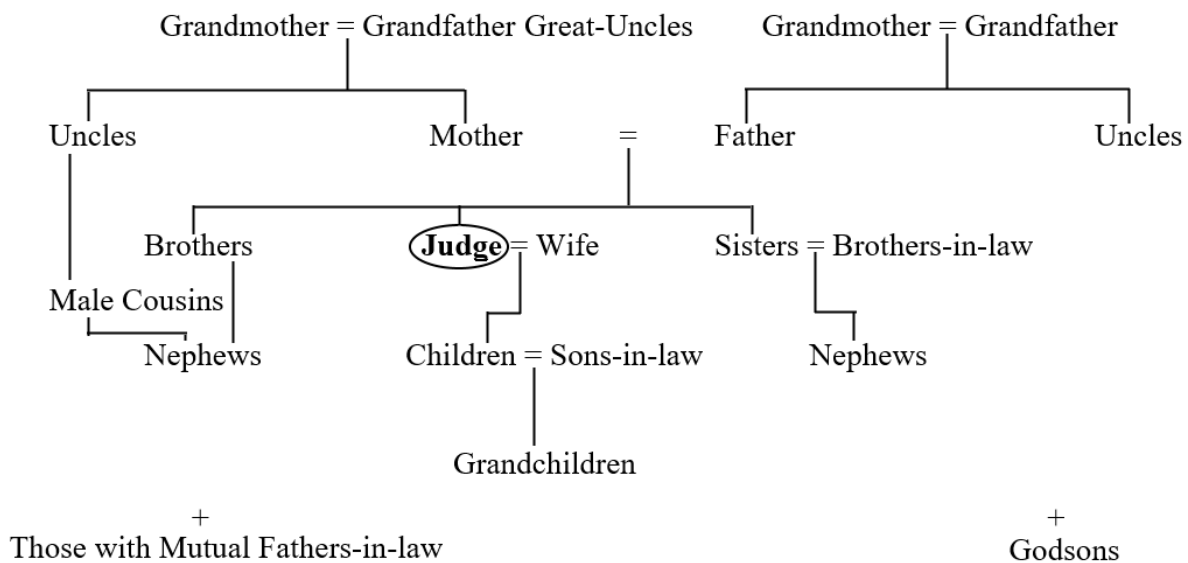 Grandmother = Grandfather Great-Uncles Grandmother = Grandfather
Uncles Mother = Father Uncles
Brothers Judge = Wife Sisters = Brothers-in-law
Male Cousins
Nephews Children = Sons-in-law Nephews
Grandchildren
+ +
Those with Mutual Fathers-in-law Godsons